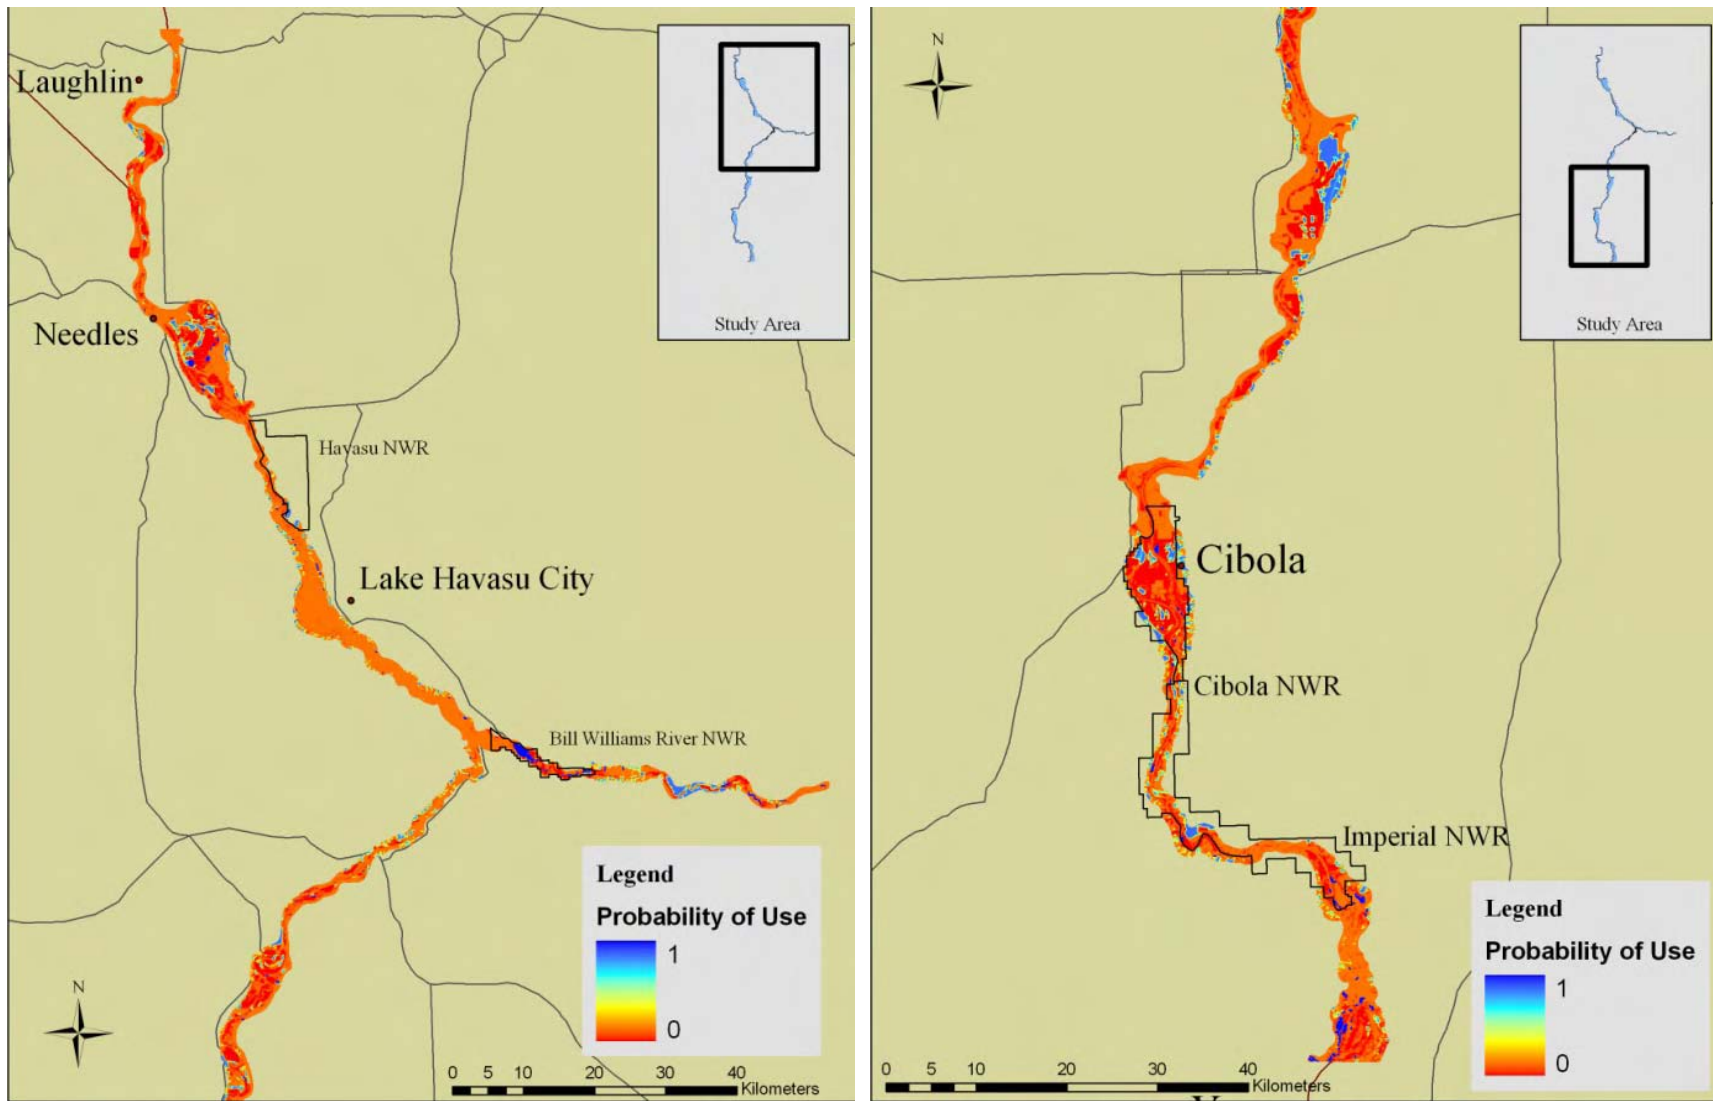 Laughlin
Study Area
Needles
Havasu NWR
Lake Havasu City
Bill Williams River NWR
Legend
Probability of Use
1
0
N
0 5 10 20 30 40
Kilometers
N
Study Area
Cibola
Cibola NWR
Imperial NWR
Legend
Probability of Use
1
0
0 5 10 20 30 40
Kilometers